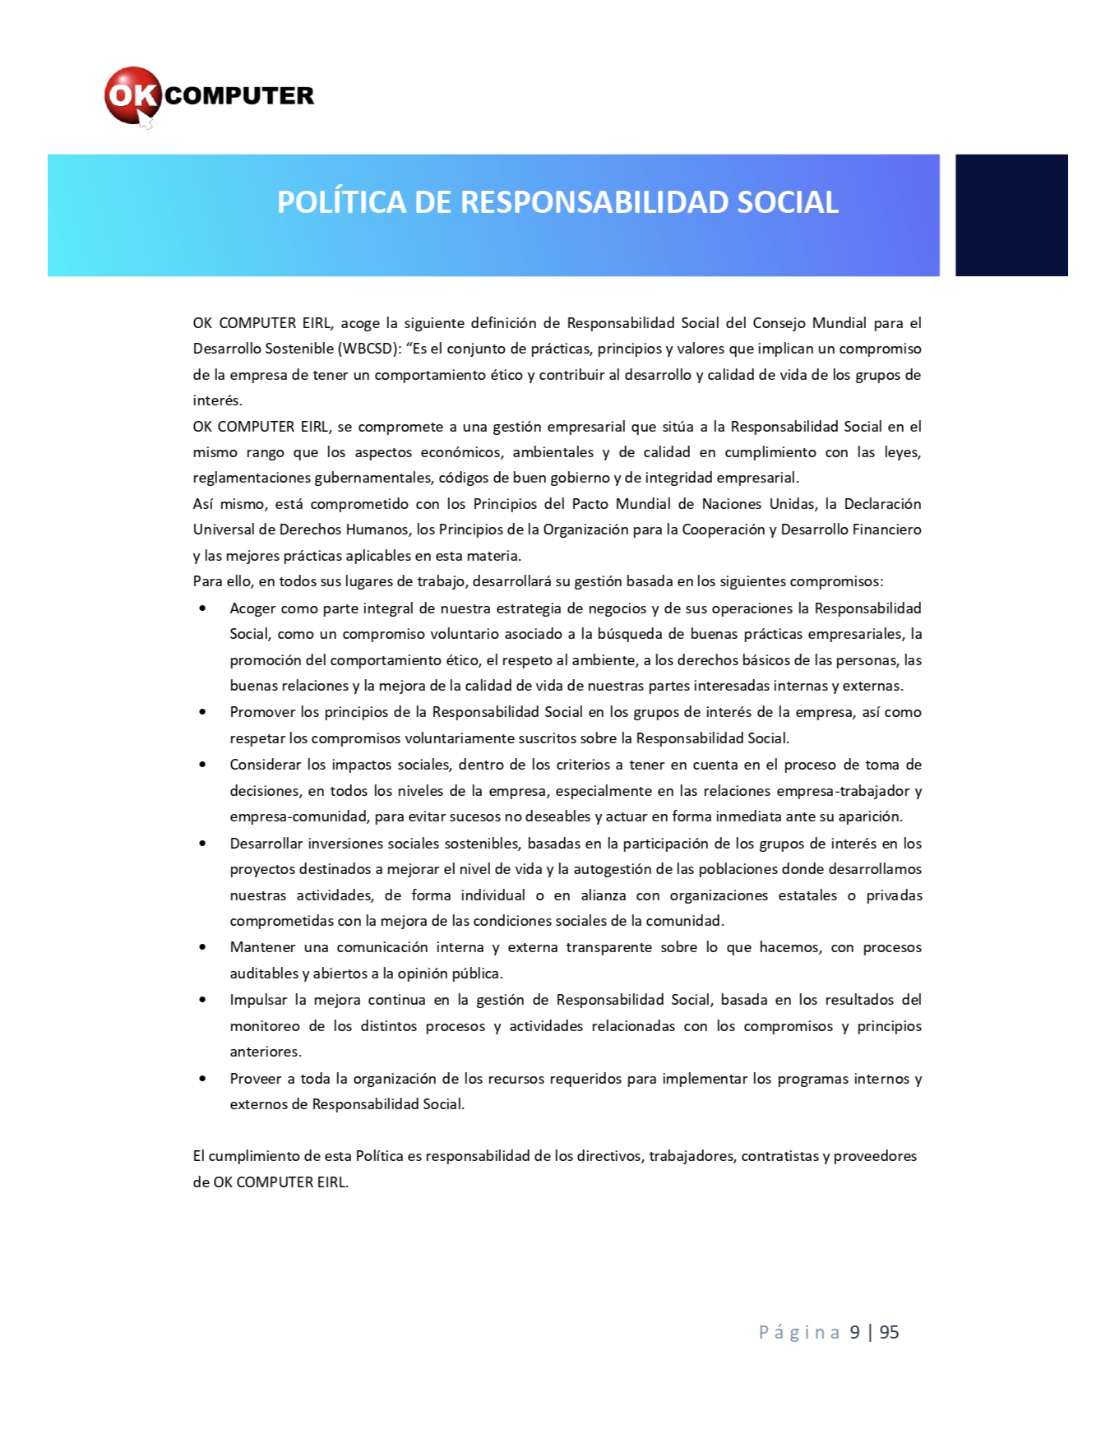 OK COMPUTER
POLÍTICA DE RESPONSABILIDAD SOCIAL
OK COMPUTER EIRL, acoge la siguiente definición de Responsabilidad Social del Consejo Mundial para el
Desarrollo Sostenible (WBCSD): “Es el conjunto de prácticas, principios y valores que implican un compromiso
de la empresa de tener un comportamiento ético y contribuir al desarrollo y calidad de vida de los grupos de
interés.
OK COMPUTER EIRL, se compromete a una gestión empresarial que sitúa a la Responsabilidad Social en el
mismo rango que los aspectos económicos, ambientales y de calidad en cumplimiento con las leyes,
reglamentaciones gubernamentales, códigos de buen gobierno y de integridad empresarial.
Así mismo, está comprometido con los Principios del Pacto Mundial de Naciones Unidas, la Declaración
Universal de Derechos Humanos, los Principios de la Organización para la Cooperación y Desarrollo Financiero
y las mejores prácticas aplicables en esta materia.
Para ello, en todos sus lugares de trabajo, desarrollará su gestión basada en los siguientes compromisos:
• Acoger como parte integral de nuestra estrategia de negocios y de sus operaciones la Responsabilidad
Social, como un compromiso voluntario asociado a la búsqueda de buenas prácticas empresariales, la
promoción del comportamiento ético, el respeto al ambiente, a los derechos básicos de las personas, las
buenas relaciones y la mejora de la calidad de vida de nuestras partes interesadas internas y externas.
• Promover los principios de la Responsabilidad Social en los grupos de interés de la empresa, así como
respetar los compromisos voluntariamente suscritos sobre la Responsabilidad Social.
• Considerar los impactos sociales, dentro de los criterios a tener en cuenta en el proceso de toma de
decisiones, en todos los niveles de la empresa, especialmente en las relaciones empresa-trabajador y
empresa-comunidad, para evitar sucesos no deseables y actuar en forma inmediata ante su aparición.
• Desarrollar inversiones sociales sostenibles, basadas en la participación de los grupos de interés en los
proyectos destinados a mejorar el nivel de vida y la autogestión de las poblaciones donde desarrollamos
nuestras actividades, de forma individual o en alianza con organizaciones estatales o privadas
comprometidas con la mejora de las condiciones sociales de la comunidad.
• Mantener una comunicación interna y externa transparente sobre lo que hacemos, con procesos
auditables y abiertos a la opinión pública.
• Impulsar la mejora continua en la gestión de Responsabilidad Social, basada en los resultados del
monitoreo de los distintos procesos y actividades relacionadas con los compromisos y principios
anteriores.
• Proveer a toda la organización de los recursos requeridos para implementar los programas internos y
externos de Responsabilidad Social.
El cumplimiento de esta Política es responsabilidad de los directivos, trabajadores, contratistas y proveedores
de OK COMPUTER EIRL.
Página 9 | 95